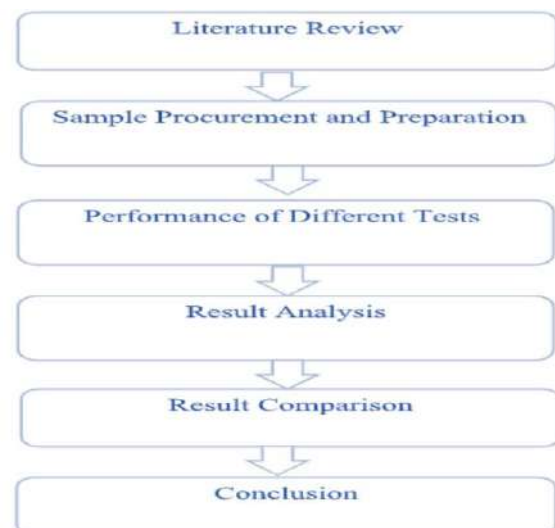 Literature Review
Sample Procurement and Preparation
Performance of Different Tests
Result Analysis
Result Comparison
Conclusion